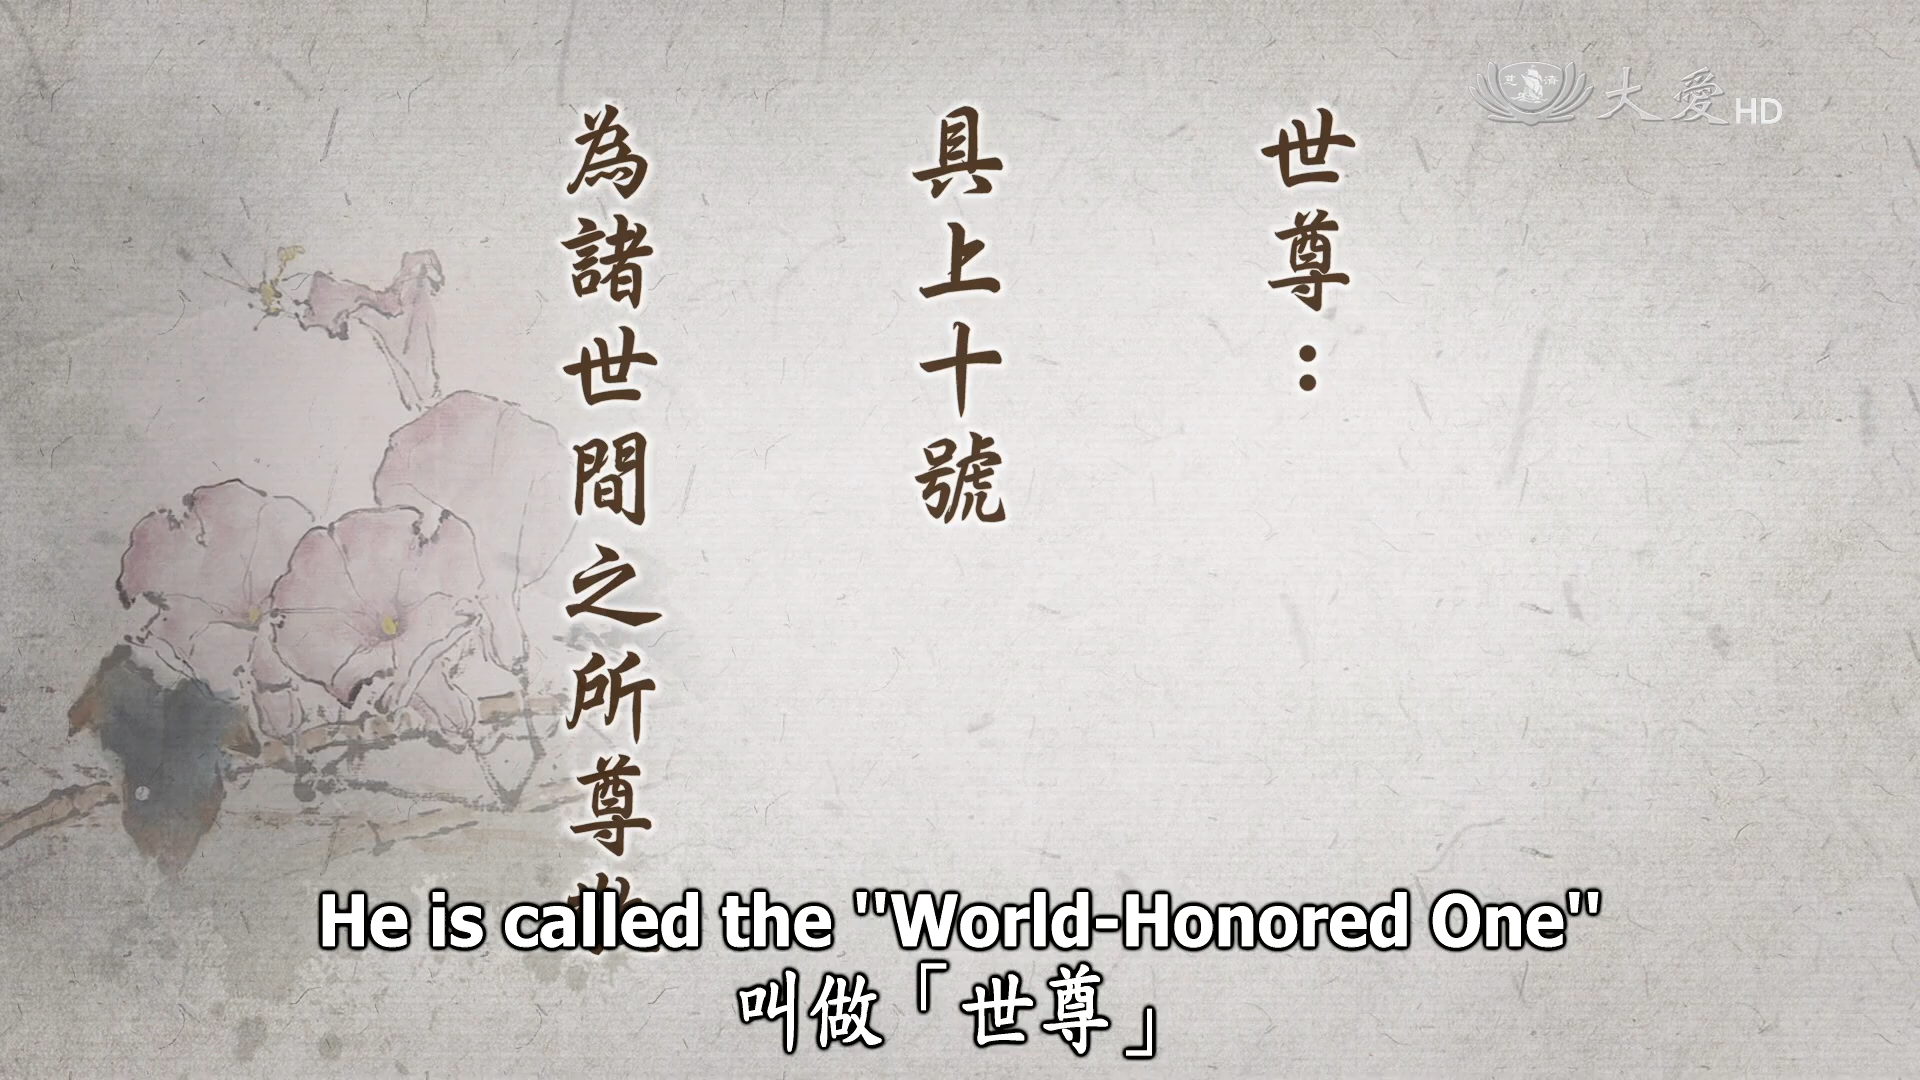 大愛HD
世尊：
具上十號
為諸世間之所尊
He is called the "World-Honored One"
叫做「世尊」